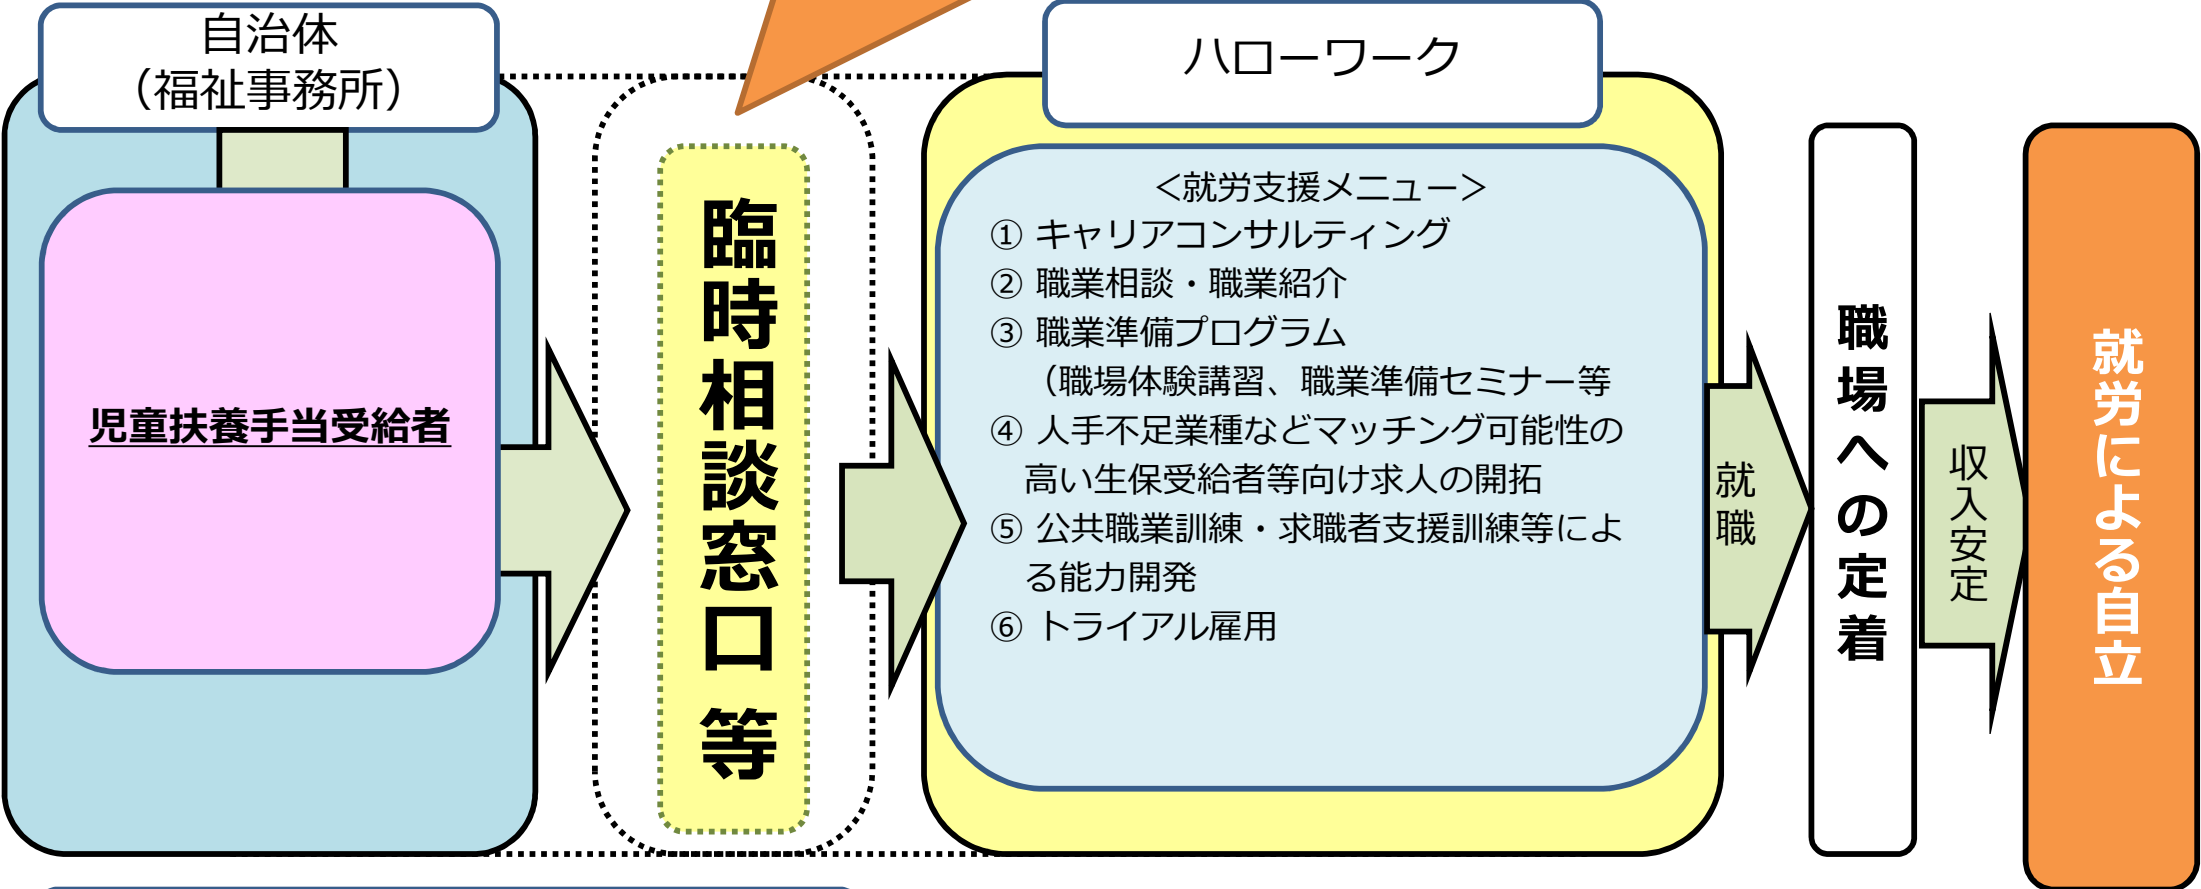 自治体
（福祉事務所）
児童扶養手当受給者
臨時相談窓口等
ハローワーク
＜就労支援メニュー＞
① キャリアコンサルティング
② 職業相談・職業紹介
③ 職業準備プログラム
（職場体験講習、職業準備セミナー等
④ 人手不足業種などマッチング可能性の
高い生保受給者等向け求人の開拓
⑤ 公共職業訓練・求職者支援訓練等によ
る能力開発
⑥ トライアル雇用
就職
職場への定着
収入安定
就労による自立